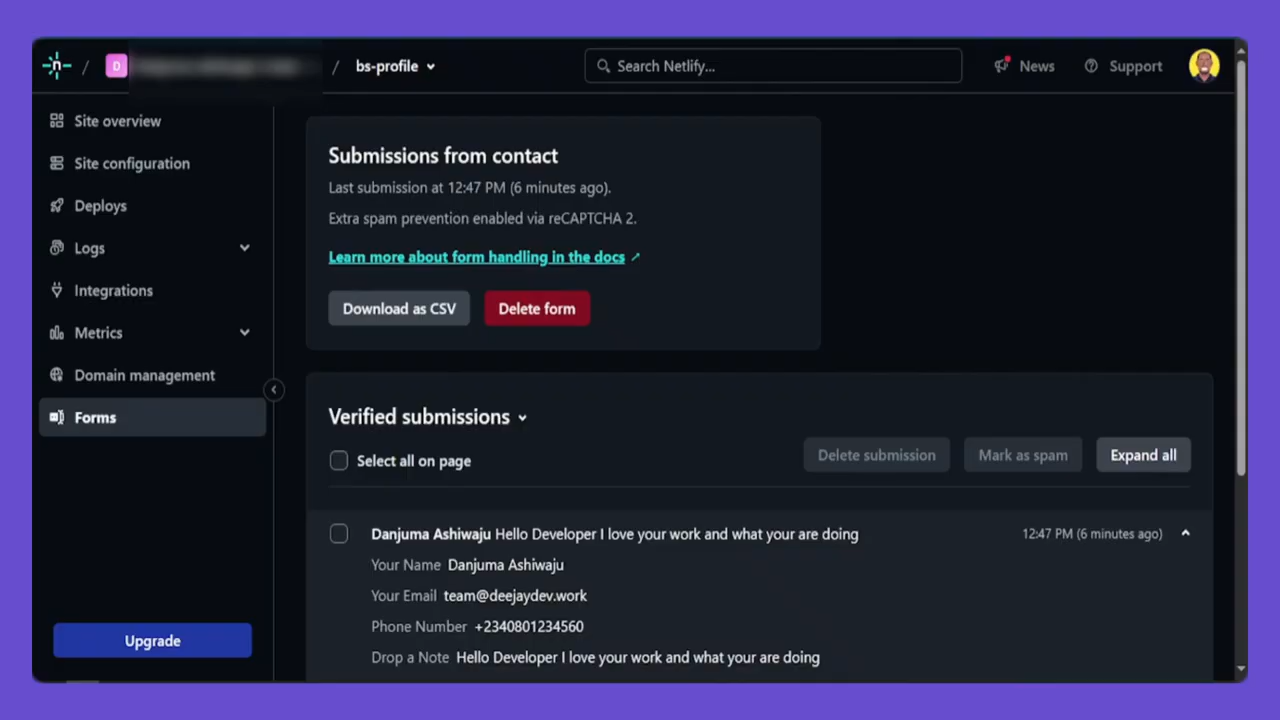 / D / bs-profile
Search Netlify...
News
Support
Site overview
Site configuration
Deploys
Logs
Integrations
Metrics
Domain management
Forms
Upgrade
Submissions from contact
Last submission at 12:47 PM (6 minutes ago).
Extra spam prevention enabled via reCAPTCHA 2.
Learn more about form handling in the docs
Download as CSV
Delete form
Verified submissions
Select all on page
Delete submission
Mark as spam
Expand all
Danjuma Ashiwaju Hello Developer I love your work and what your are doing
12:47 PM (6 minutes ago)
Your Name Danjuma Ashiwaju
Your Email team@deejaydev.work
Phone Number +2340801234560
Drop a Note Hello Developer I love your work and what your are doing